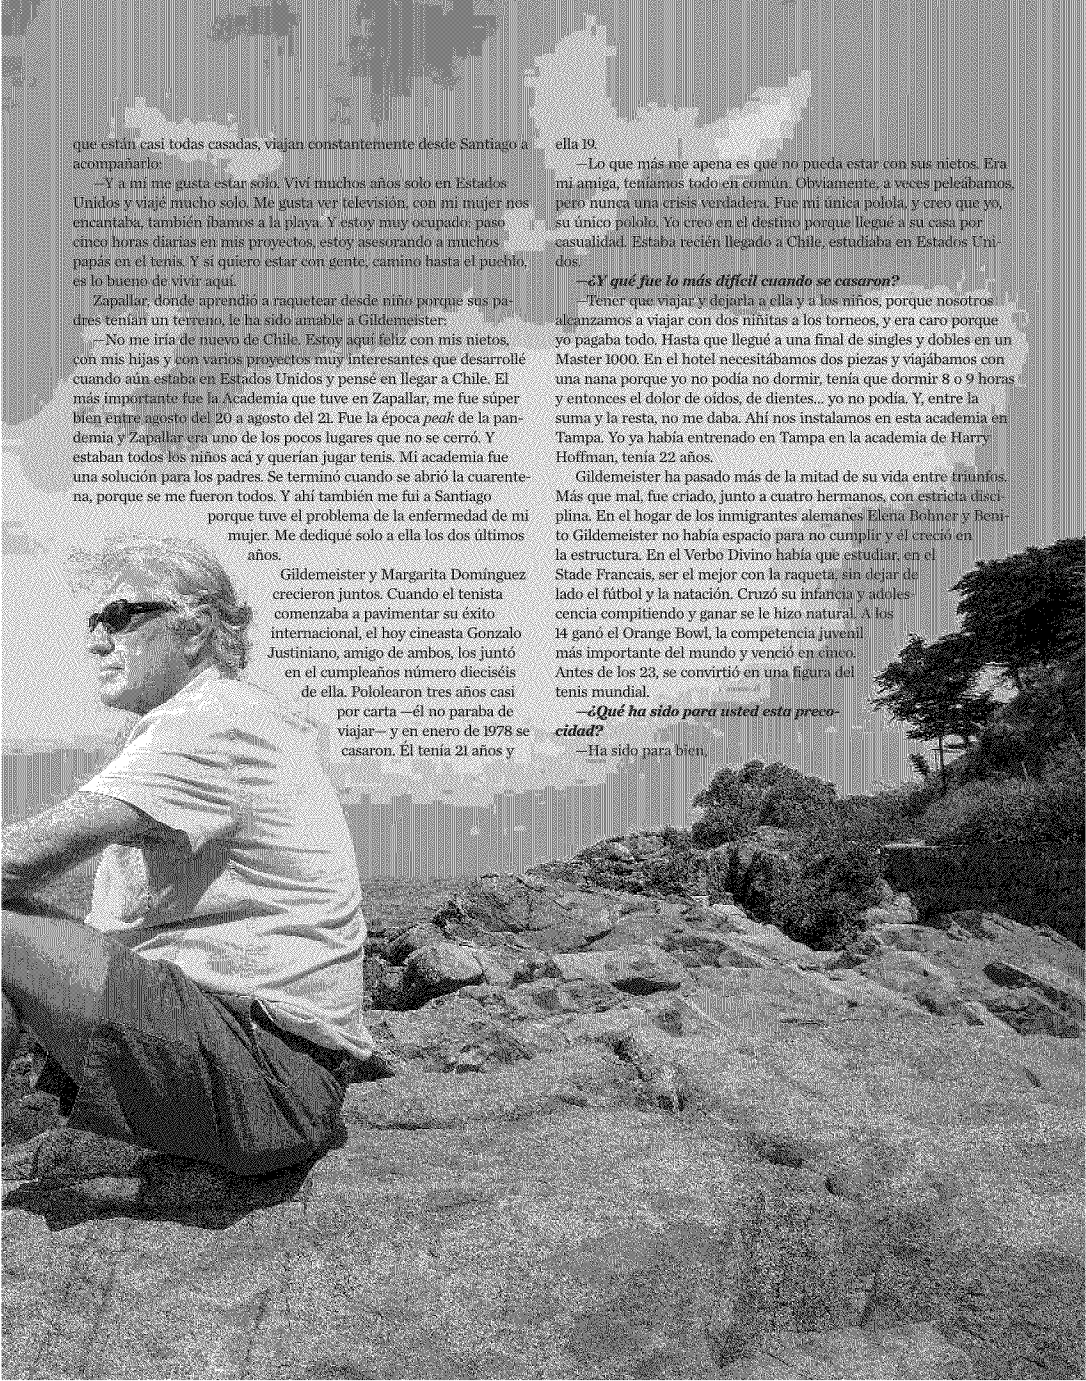 que están casi todas casadas, viajan constantemente desde Santiago a
acompañarlo:
—Y a mí me gusta estar solo. Viví muchos años solo en Estados
Unidos y viajé mucho solo. Me gusta ver televisión, con mi mujer nos
encantaba, también íbamos a la playa. Y estoy muy ocupado: paso
cinco horas diarias en mis proyectos, estoy asesorando a muchos
papás en el tenis. Y si quiero estar con gente, camino hasta el pueblo,
es lo bueno de vivir aquí.
Zapallar, donde aprendió a raquetear desde niño porque sus pa-
dres tenían un terreno, le ha sido amable a Gildemeister:
—No me iría de nuevo de Chile. Estoy aquí feliz con mis nietos,
con mis hijas y con varios proyectos muy interesantes que desarrollé
cuando aún estaba en Estados Unidos y pensé en llegar a Chile. El
más importante fue la Academia que tuve en Zapallar, me fue súper
bien entre agosto del 20 a agosto del 21. Fue la época peak de la pan-
demia y Zapallar era uno de los pocos lugares que no se cerró. Y
estaban todos los niños acá y querían jugar tenis. Mi academia fue
una solución para los padres. Se terminó cuando se abrió la cuarente-
na, porque se me fueron todos. Y ahí también me fui a Santiago
porque tuve el problema de la enfermedad de mi
mujer. Me dediqué solo a ella los dos últimos
años.
Gildemeister y Margarita Domínguez
crecieron juntos. Cuando el tenista
comenzaba a pavimentar su éxito
internacional, el hoy cineasta Gonzalo
Justiniano, amigo de ambos, los juntó
en el cumpleaños número dieciséis
de ella. Pololearon tres años casi
por carta —él no paraba de
viajar— y en enero de 1978 se
casaron. Él tenía 21 años y
ella 19.
—Lo que más me apena es que no pueda estar con sus nietos. Era
mi amiga, teníamos todo en común. Obviamente, a veces peleábamos,
pero nunca una crisis verdadera. Fue mi única polola, y creo que yo,
su único pololo. Yo creo en el destino porque llegué a su casa por
casualidad. Estaba recién llegado a Chile, estudiaba en Estados Uni-
dos.
—¿Y qué fue lo más difícil cuando se casaron?
—Tener que viajar y dejarla a ella y a los niños, porque nosotros
alcanzamos a viajar con dos niñitas a los torneos, y era caro porque
yo pagaba todo. Hasta que llegué a una final de singles y dobles en un
Master 1000. En el hotel necesitábamos dos piezas y viajábamos con
una nana porque yo no podía no dormir, tenía que dormir 8 o 9 horas
y entonces el dolor de oídos, de dientes... yo no podía. Y, entre la
suma y la resta, no me daba. Ahí nos instalamos en esta academia en
Tampa. Yo ya había entrenado en Tampa en la academia de Harry
Hoffman, tenía 22 años.
Gildemeister ha pasado más de la mitad de su vida entre triunfos.
Más que mal, fue criado, junto a cuatro hermanos, con estricta disci-
plina. En el hogar de los inmigrantes alemanes Elena Bohner y Beni-
to Gildemeister no había espacio para no cumplir y él creció en
la estructura. En el Verbo Divino había que estudiar, en el
Stade Francais, ser el mejor con la raqueta, sin dejar de
lado el fútbol y la natación. Cruzó su infancia y adoles-
cencia compitiendo y ganar se le hizo natural. A los
14 ganó el Orange Bowl, la competencia juvenil
más importante del mundo y venció en cinco.
Antes de los 23, se convirtió en una figura del
tenis mundial.
—¿Qué ha sido para usted esta preco-
cidad?
—Ha sido para bien,